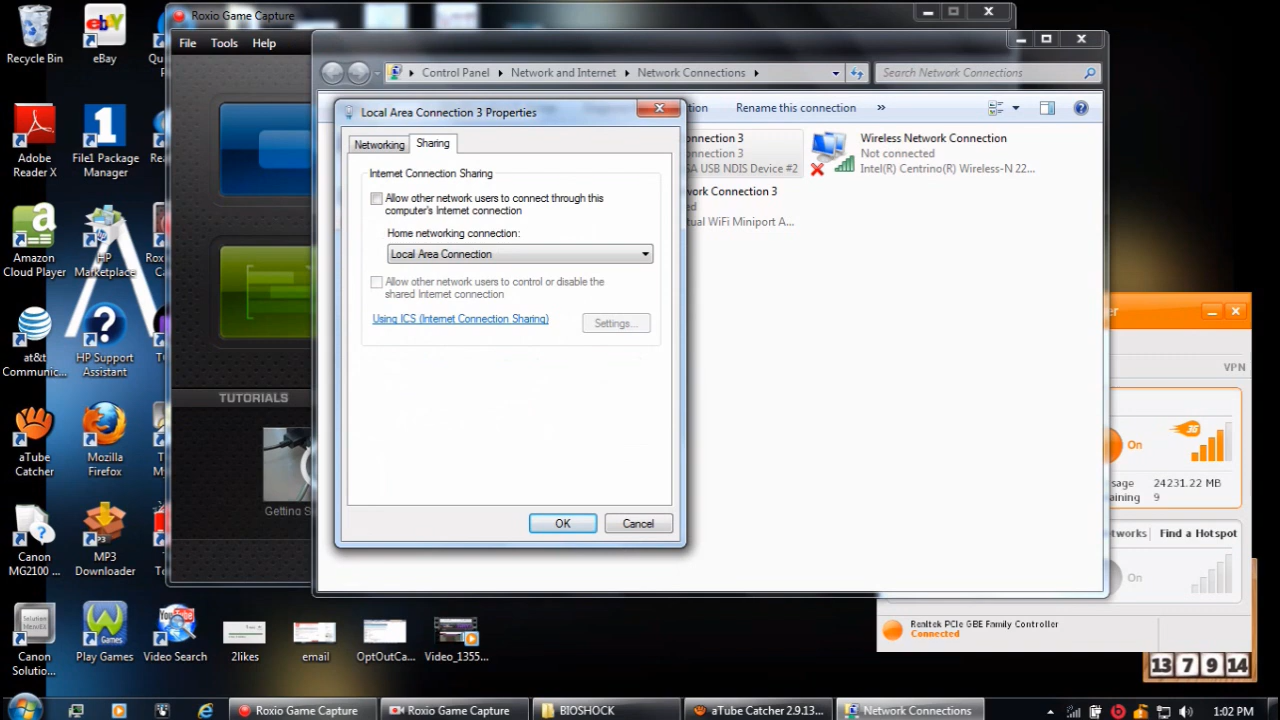 Roxio Game Capture
File Tools Help
Control Panel Network and Internet Network Connections
Search Network Connections
Local Area Connection 3 Properties
Rename this connection »
Networking Sharing
Internet Connection Sharing
Allow other network users to connect through this
computer's Internet connection
Home networking connection:
Local Area Connection
Allow other network users to control or disable the
shared Internet connection
Using ICS (Internet Connection Sharing)
Settings...
OK Cancel
onnection 3
onnection 3
SA USB NDIS Device #2
Wireless Network Connection
Not connected
Intel(R) Centrino(R) Wireless-N 22...
work Connection 3
ed
tual WiFi Miniport A...
TUTORIALS
Getting S
VPN
On
3G
sage 24231.22 MB
aining 9
tworks Find a Hotspot
On
Realtek PCIe GBE Family Controller
Connected
13 7 9 14
Recycle Bin
eBay
Adobe
Reader X
File1 Package
Manager
Amazon
Cloud Player
HP
Marketplace
at&t
Communic...
HP Support
Assistant
aTube
Catcher
Mozilla
Firefox
Canon
MG2100 ...
MP3
Downloader
Canon
Solutio...
Play Games
Video Search
2likes
email
OptOutCa...
Video_1355...
Roxio Game Capture
Roxio Game Capture
BIOSHOCK
aTube Catcher 2.9.13...
Network Connections
1:02 PM